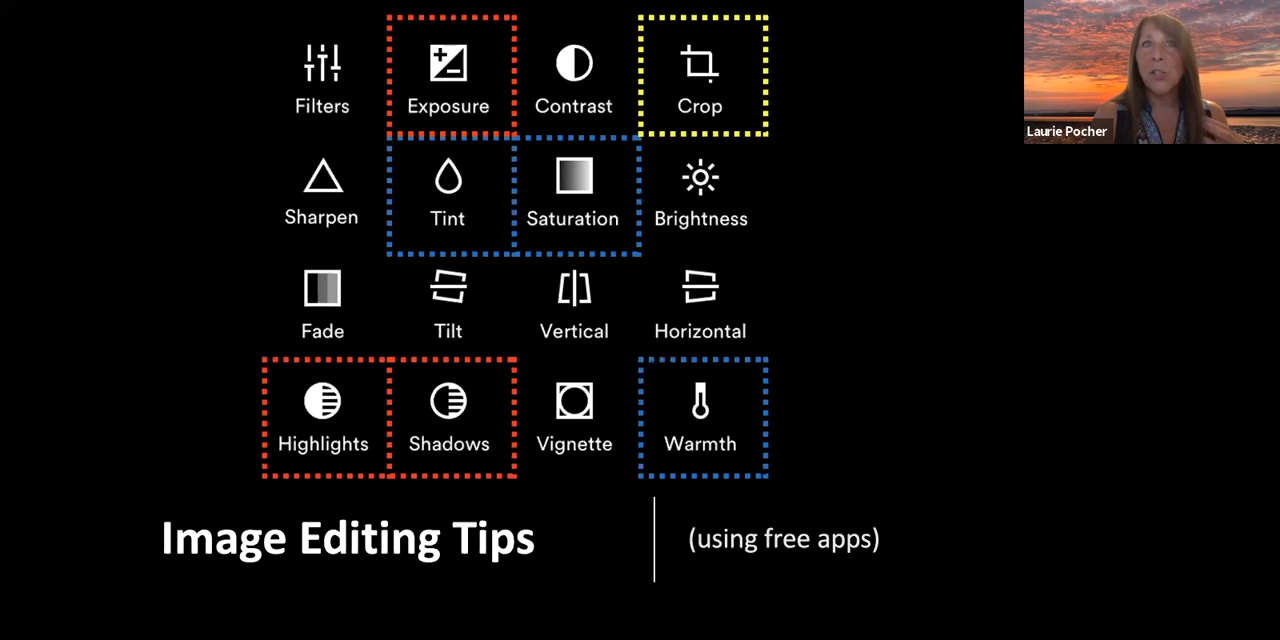 Filters Exposure Contrast Crop
Laurie Pocher
Sharpen Tint Saturation Brightness
Fade Tilt Vertical Horizontal
Highlights Shadows Vignette Warmth
Image Editing Tips
(using free apps)